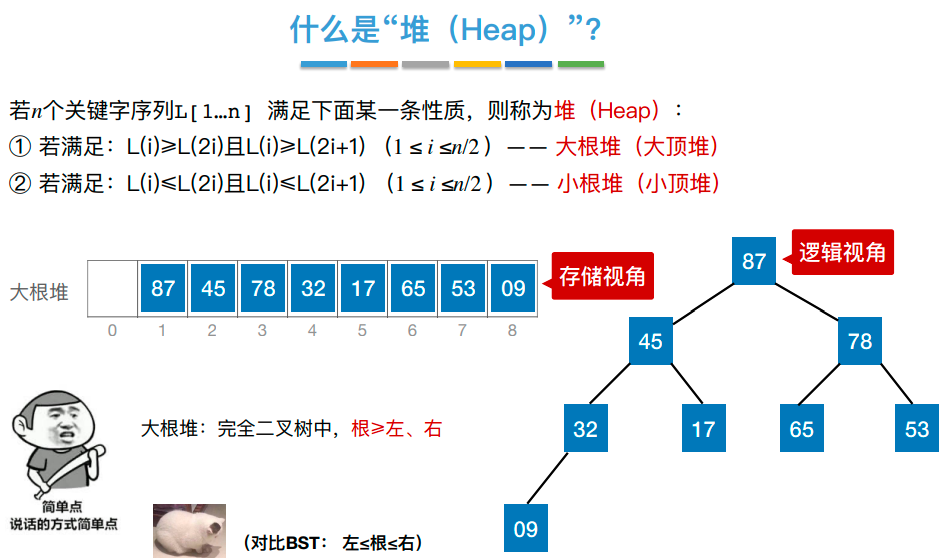 什么是“堆（Heap）”？
若n个关键字序列L[1…n] 满足下面某一条性质，则称为堆（Heap）：
① 若满足：L(i)≥L(2i)且L(i)≥L(2i+1) （1 ≤ i ≤n/2 ）—— 大根堆（大顶堆）
② 若满足：L(i)≤L(2i)且L(i)≤L(2i+1) （1 ≤ i ≤n/2 ）—— 小根堆（小顶堆）
大根堆
87 45 78 32 17 65 53 09
0 1 2 3 4 5 6 7 8
存储视角
87
逻辑视角
45 78
32 17 65 53
09
大根堆：完全二叉树中，根≥左、右
简单点
说话的方式简单点
（对比BST： 左≤根≤右）